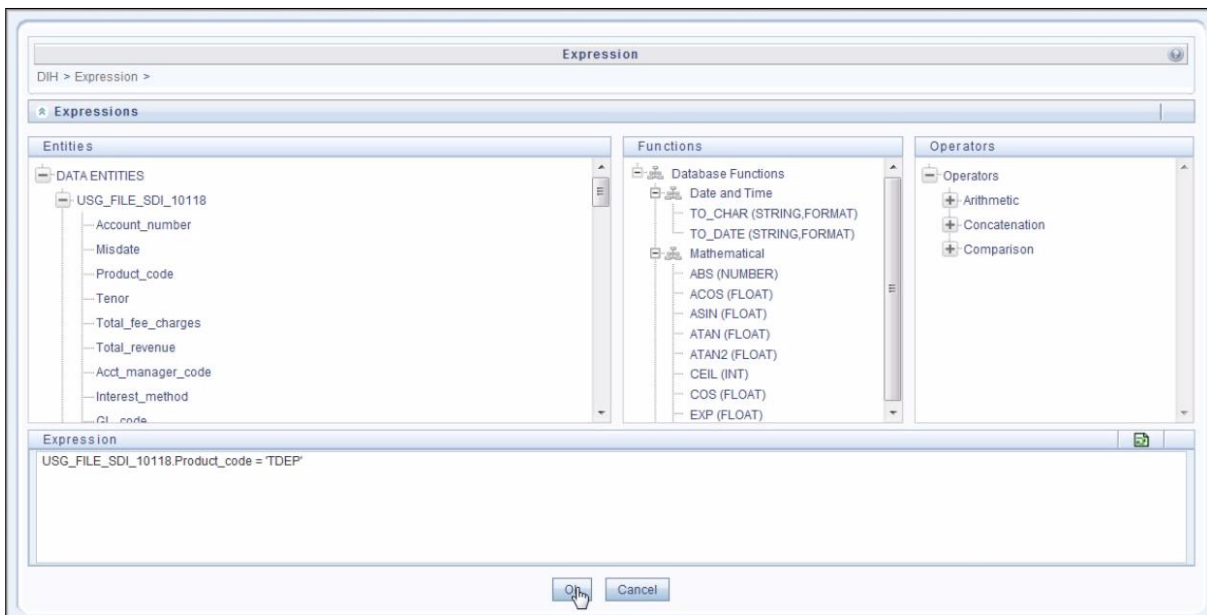 Expression
DIH > Expression >
Expressions
Entities
DATA ENTITIES
USG_FILE_SDI_10118
Account_number
Misdate
Product_code
Tenor
Total_fee_charges
Total_revenue
Acct_manager_code
Interest_method
GL_code
Functions
Database Functions
Date and Time
TO_CHAR (STRING,FORMAT)
TO_DATE (STRING,FORMAT)
Mathematical
ABS (NUMBER)
ACOS (FLOAT)
ASIN (FLOAT)
ATAN (FLOAT)
ATAN2 (FLOAT)
CEIL (INT)
COS (FLOAT)
EXP (FLOAT)
Operators
Operators
Arithmetic
Concatenation
Comparison
Expression
USG_FILE_SDI_10118.Product_code = 'TDEP'
Cancel